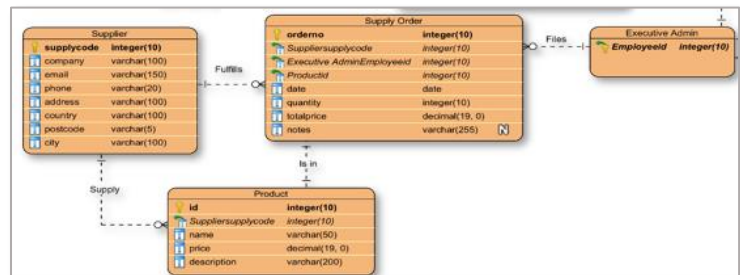 Supplier
supplycode integer(10)
company varchar(100)
email varchar(150)
phone varchar(20)
address varchar(100)
country varchar(100)
postcode varchar(5)
city varchar(100)
Fulfills
Supply Order
orderno integer(10)
Suppliersupplycode integer(10)
Executive AdminEmployeeid integer(10)
Productid integer(10)
date date
quantity integer(10)
totalprice decimal(19, 0)
notes varchar(255) N
Files
Executive Admin
Employeeid integer(10)
Is in
Supply
Product
id integer(10)
Suppliersupplycode integer(10)
name varchar(50)
price decimal(19, 0)
description varchar(200)